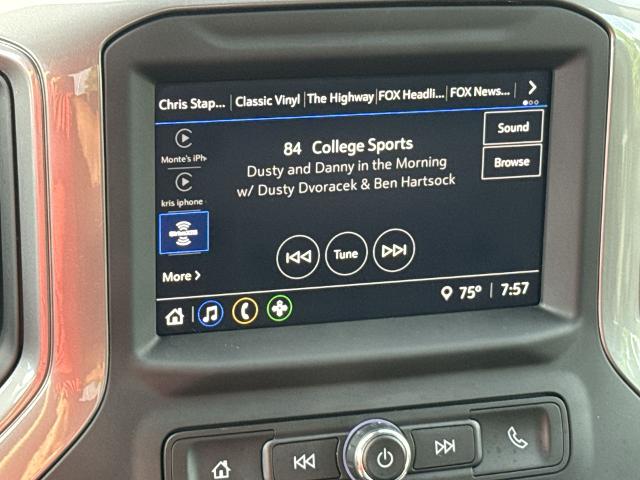 Chris Stap... Classic Vinyl The Highway FOX Headli... FOX News...
Sound
Monte's iPh
84 College Sports
Dusty and Danny in the Morning
Browse
kris iphone
w/ Dusty Dvoracek & Ben Hartsock
Tune
More >
75° | 7:57